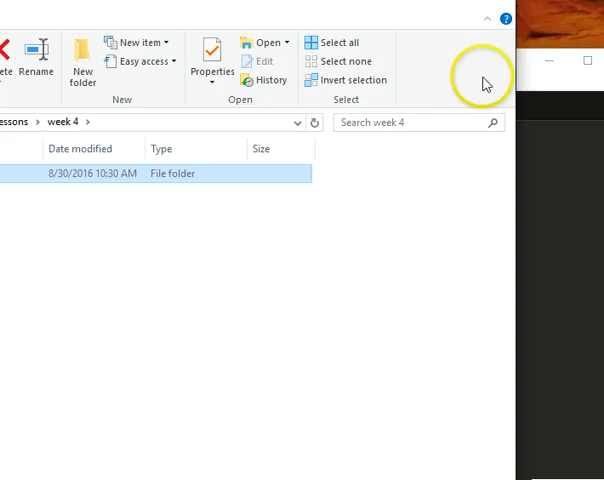 ?
New item
Open
Select all
ete
Rename
New folder
Easy access
Properties
Edit
Select none
History
Invert selection
New
Open
Select
essons > week 4 >
Search week 4
Date modified
Type
Size
8/30/2016 10:30 AM
File folder